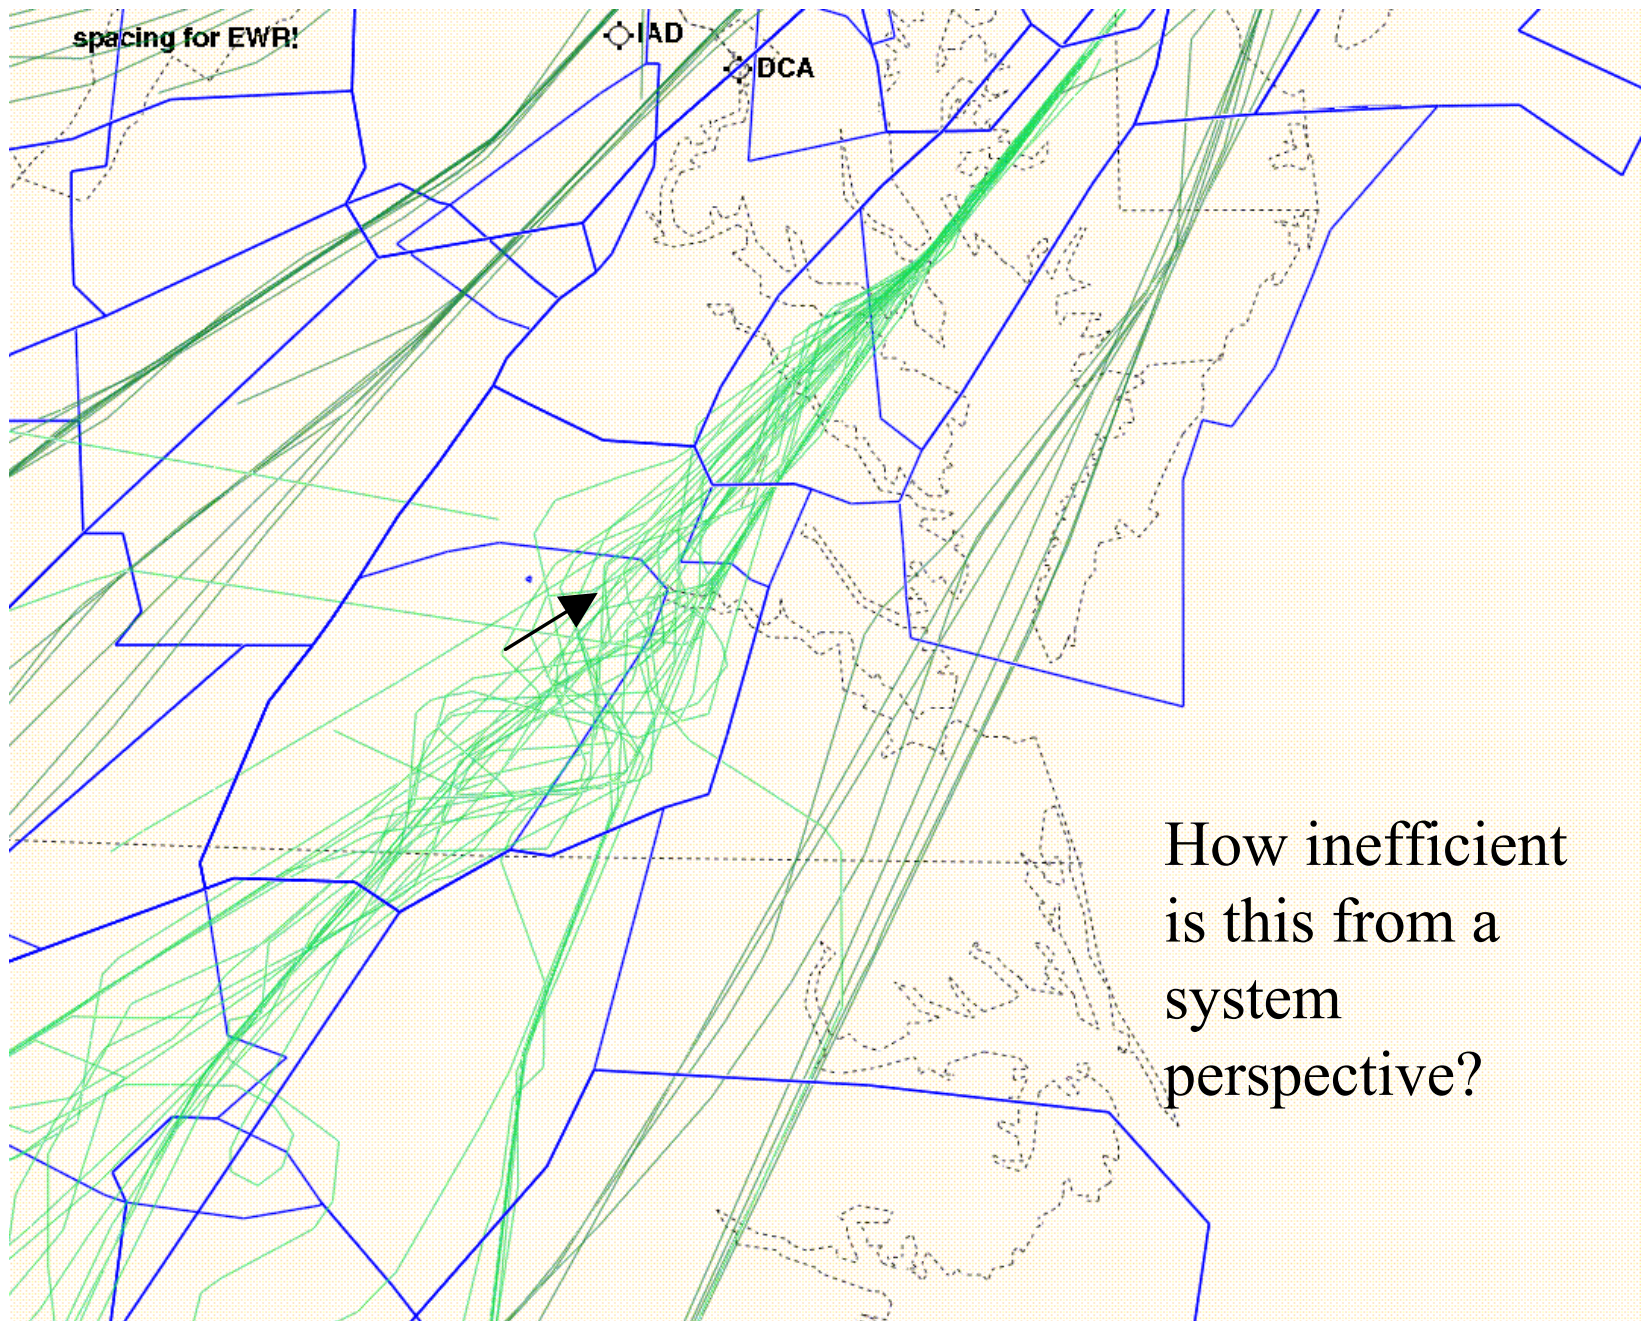 spacing for EWR!
IAD
DCA
How inefficient
is this from a
system
perspective?